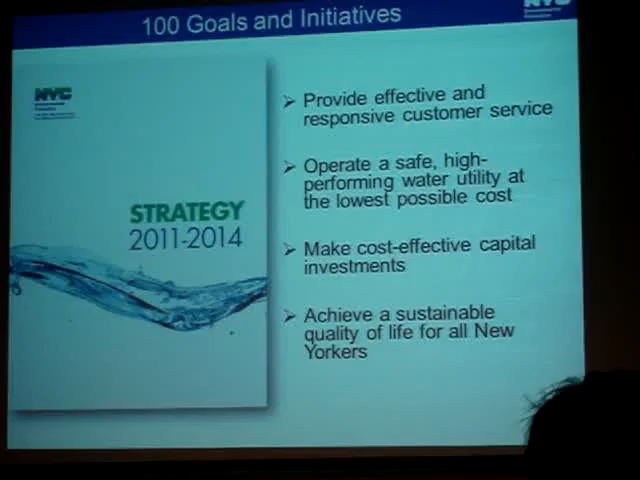 100 Goals and Initiatives
NYC
NYC
STRATEGY
2011-2014
➢ Provide effective and
responsive customer service
➢ Operate a safe, high-
performing water utility at
the lowest possible cost
➢ Make cost-effective capital
investments
➢ Achieve a sustainable
quality of life for all New
Yorkers